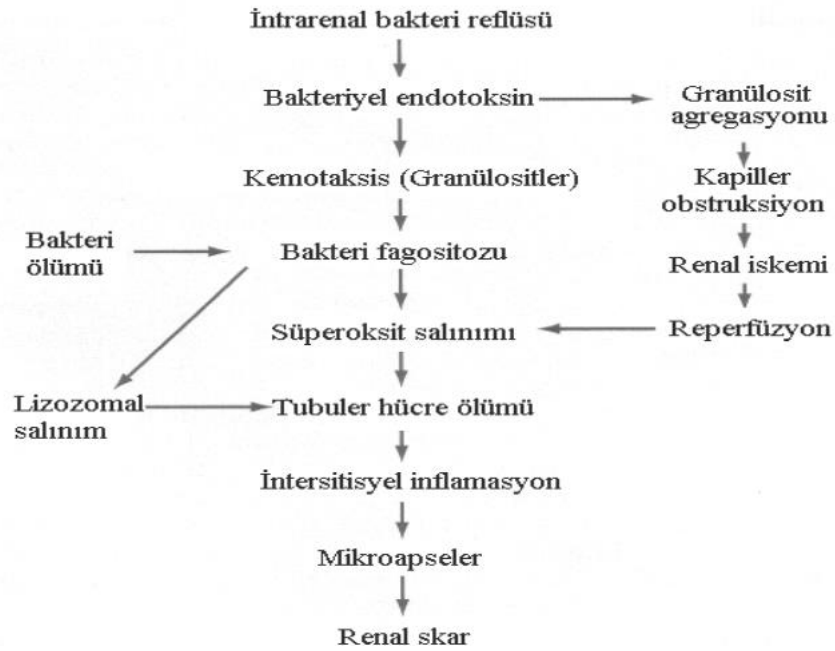 İntrarenal bakteri reflüsü
Bakteriyel endotoksin
Granülosit
agregasyonu
Kemotaksis (Granülositler)
Kapiller
obstruksiyon
Bakteri
ölümü
Bakteri fagositozu
Renal iskemi
Süperoksit salınımı
Reperfüzyon
Lizozomal
salınım
Tubuler hücre ölümü
İntersitisyel inflamasyon
Mikroapseler
Renal skar